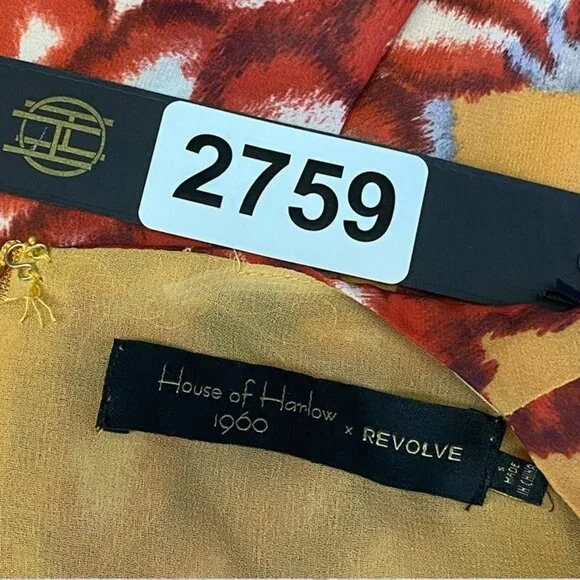 2759
House of Harlow
1960 × REVOLVE
S
MADE
IN CHINA